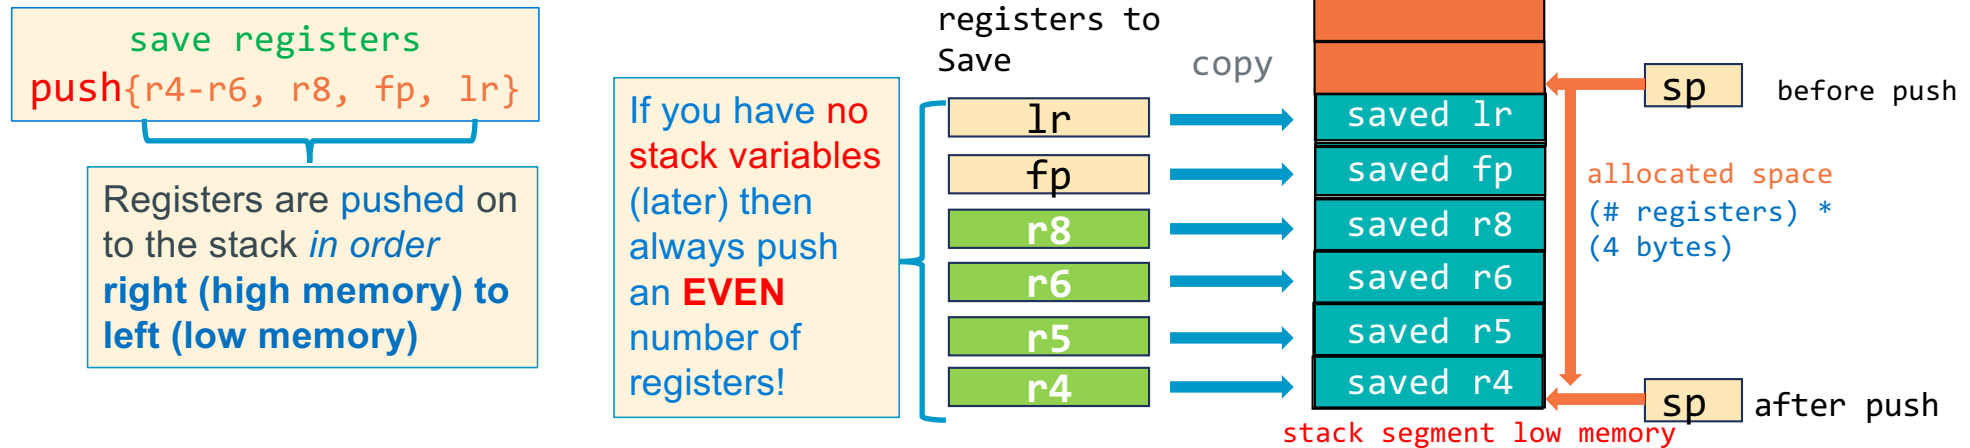 save registers
push{r4-r6, r8, fp, lr}
Registers are pushed on
to the stack in order
right (high memory) to
left (low memory)
If you have no
stack variables
(later) then
always push
an EVEN
number of
registers!
registers to
Save
copy
lr
fp
r8
r6
r5
r4
saved lr
saved fp
saved r8
saved r6
saved r5
saved r4
stack segment low memory
sp
before push
allocated space
(# registers) *
(4 bytes)
sp
after push